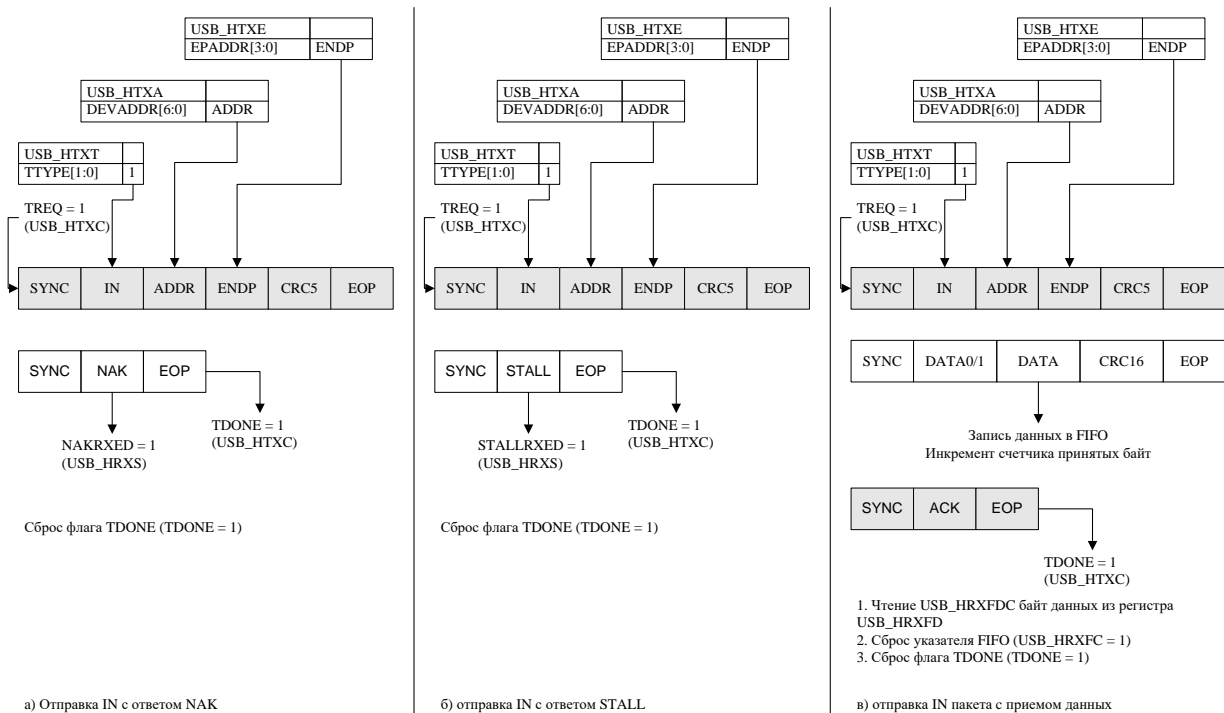 USB_HTXE
EPADDR[3:0] ENDP
USB_HTXA
DEVADDR[6:0] ADDR
USB_HTXT
TTYPE[1:0] 1
TREQ = 1
(USB_HTXC)
SYNC IN ADDR ENDP CRC5 EOP
SYNC NAK EOP
TDONE = 1
(USB_HTXC)
NAKRXED = 1
(USB_HRXS)
Сброс флага TDONE (TDONE = 1)
а) Отправка IN с ответом NAK
USB_HTXE
EPADDR[3:0] ENDP
USB_HTXA
DEVADDR[6:0] ADDR
USB_HTXT
TTYPE[1:0] 1
TREQ = 1
(USB_HTXC)
SYNC IN ADDR ENDP CRC5 EOP
SYNC STALL EOP
TDONE = 1
(USB_HTXC)
STALLRXED = 1
(USB_HRXS)
Сброс флага TDONE (TDONE = 1)
б) отправка IN с ответом STALL
USB_HTXE
EPADDR[3:0] ENDP
USB_HTXA
DEVADDR[6:0] ADDR
USB_HTXT
TTYPE[1:0] 1
TREQ = 1
(USB_HTXC)
SYNC IN ADDR ENDP CRC5 EOP
SYNC DATA0/1 DATA CRC16 EOP
Запись данных в FIFO
Инкремент счетчика принятых байт
SYNC ACK EOP
TDONE = 1
(USB_HTXC)
1. Чтение USB_HRXFDC байт данных из регистра
USB_HRXFD
2. Сброс указателя FIFO (USB_HRXFC = 1)
3. Сброс флага TDONE (TDONE = 1)
в) отправка IN пакета с приемом данных